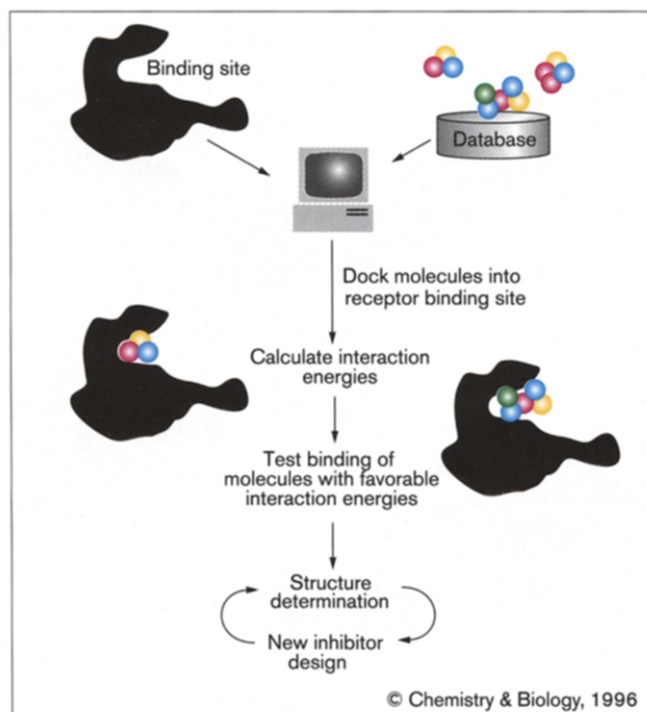 Binding site
Database
Dock molecules into
receptor binding site
Calculate interaction
energies
Test binding of
molecules with favorable
interaction energies
Structure
determination
New inhibitor
design
© Chemistry & Biology, 1996